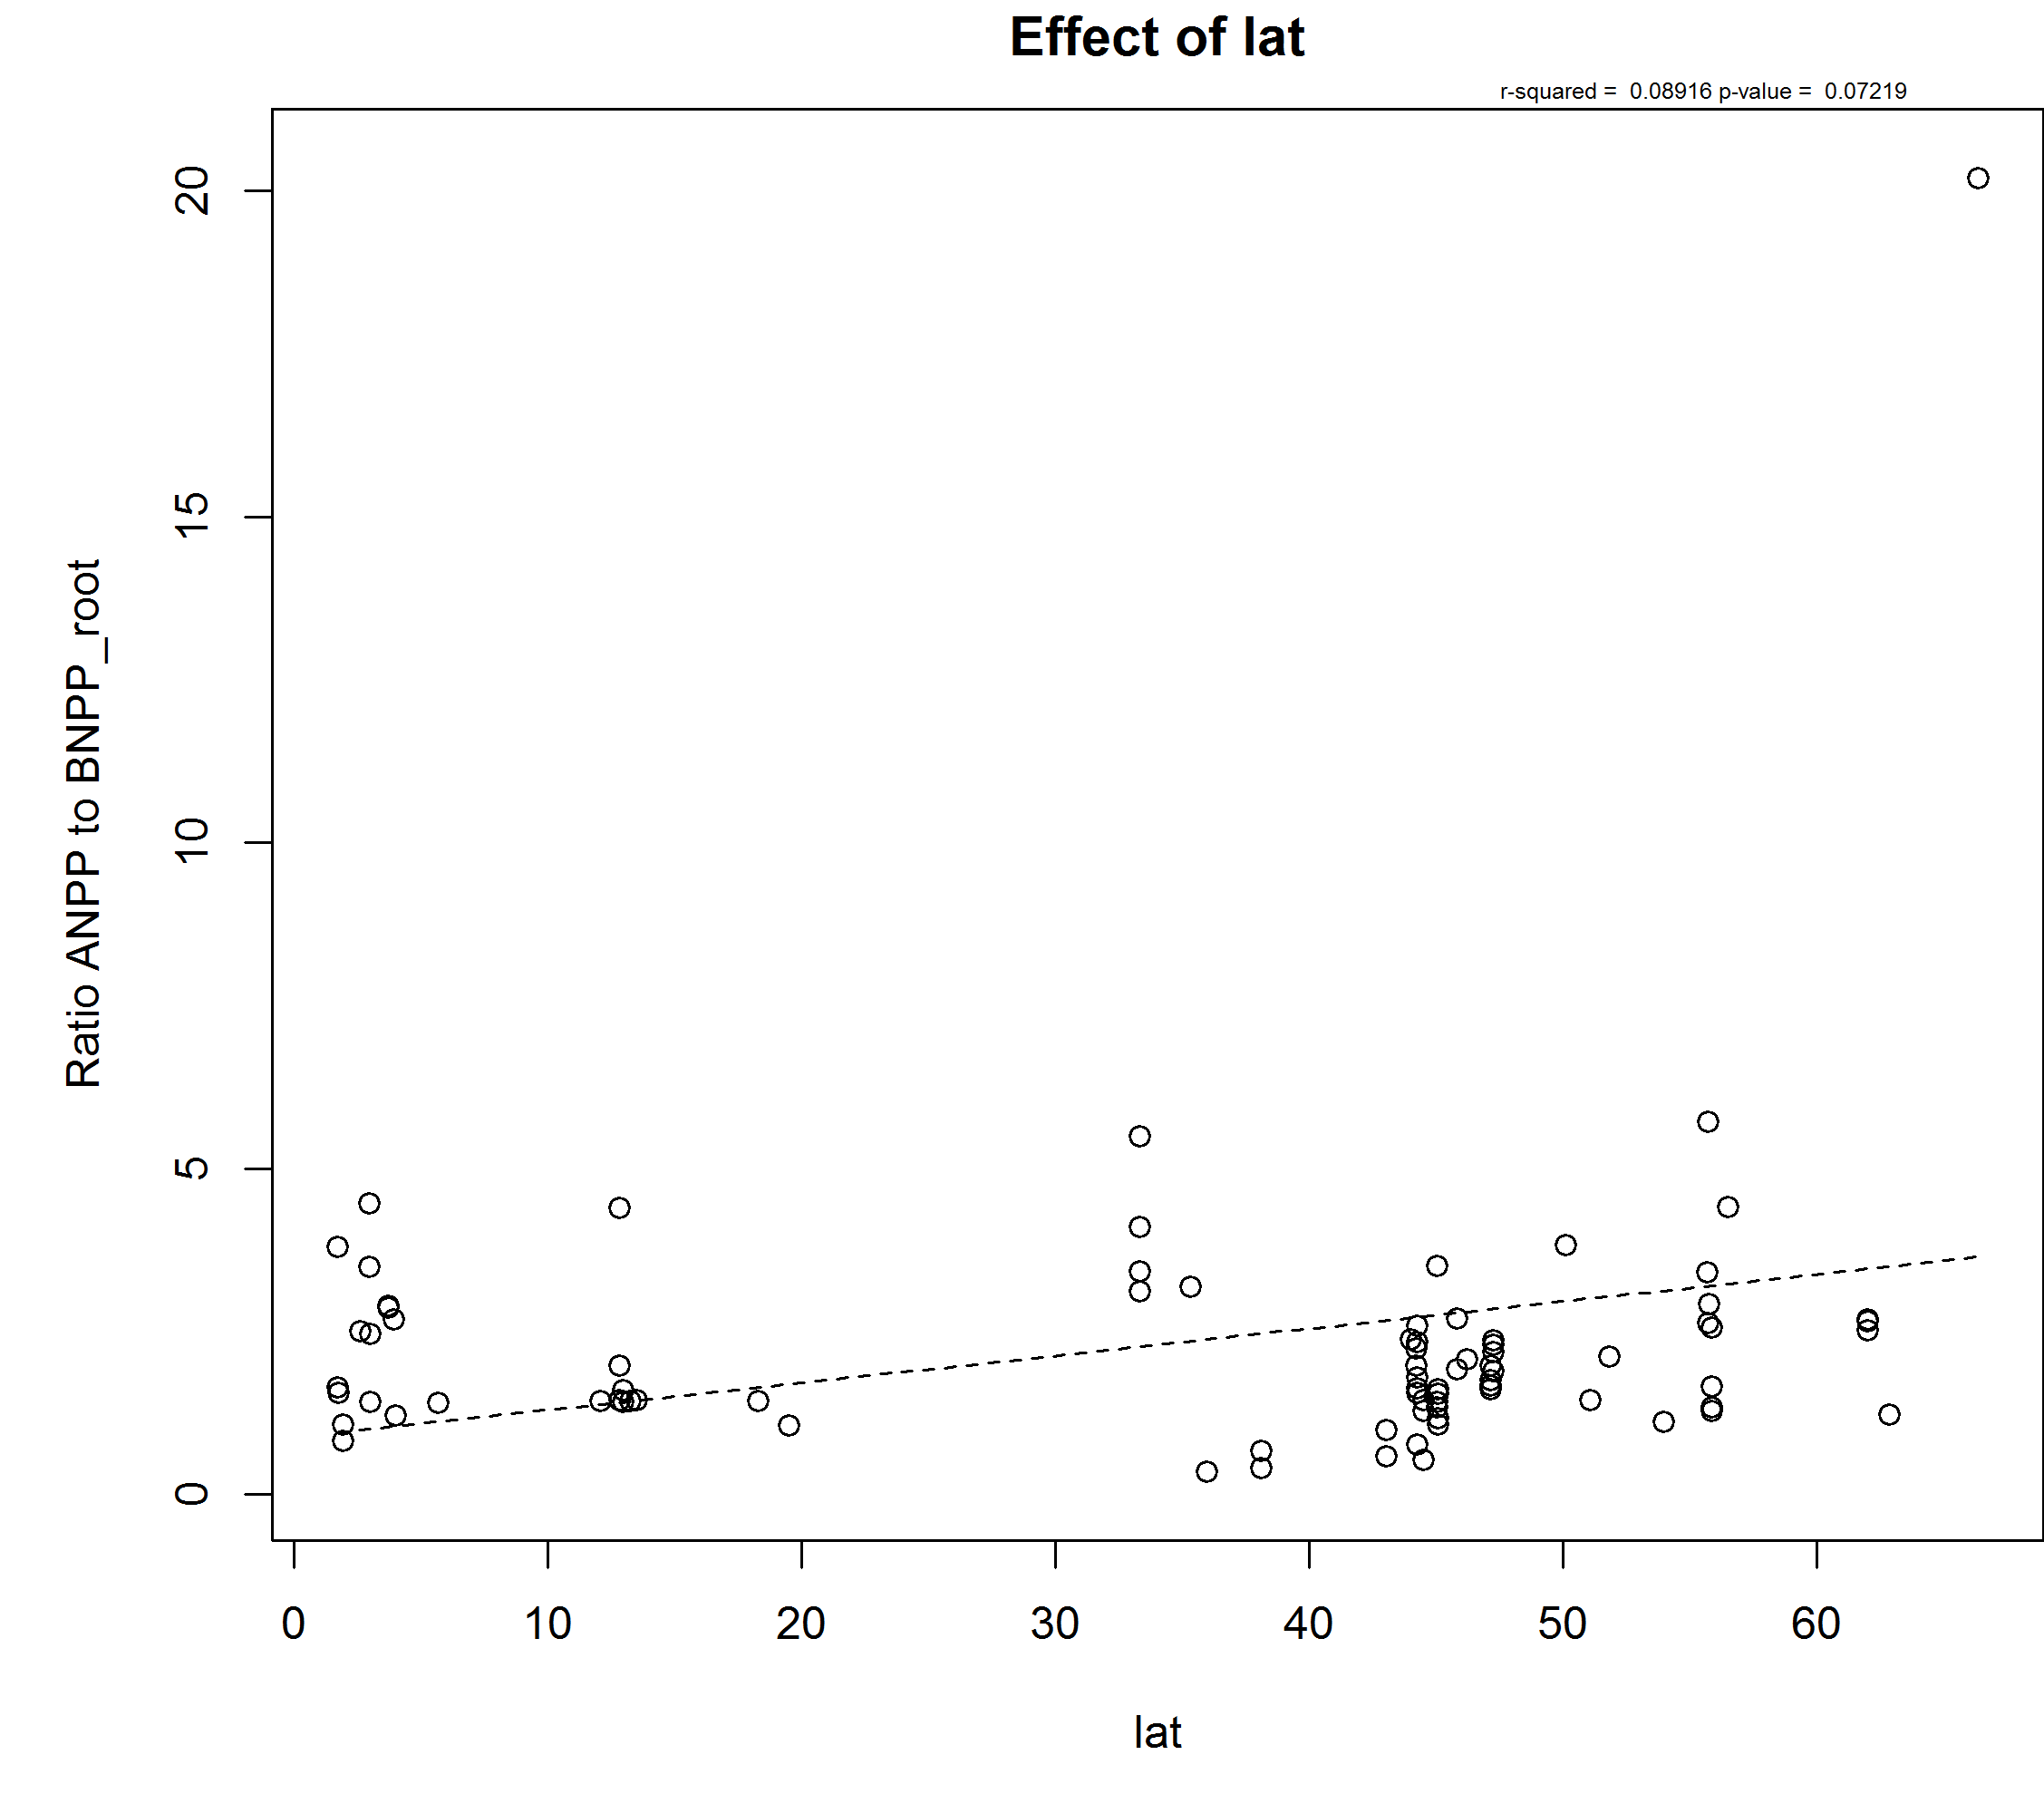 Effect of lat
r-squared = 0.08916 p-value = 0.07219
Ratio ANPP to BNPP_root
20
15
10
5
0
0 10 20 30 40 50 60
lat